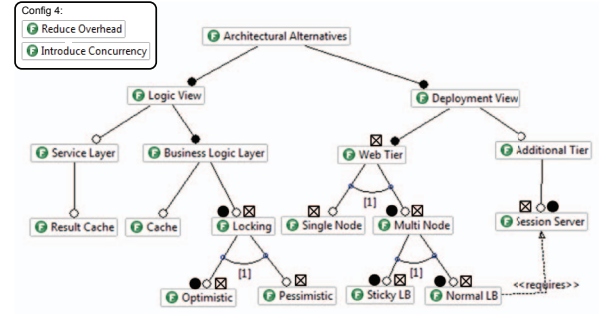 Config 4:
Reduce Overhead
Introduce Concurrency
Architectural Alternatives
Logic View
Deployment View
Service Layer
Business Logic Layer
Web Tier
Additional Tier
[1]
Result Cache
Cache
Locking
Single Node
Multi Node
Session Server
[1]
[1]
<<requires>>
Optimistic
Pessimistic
Sticky LB
Normal LB